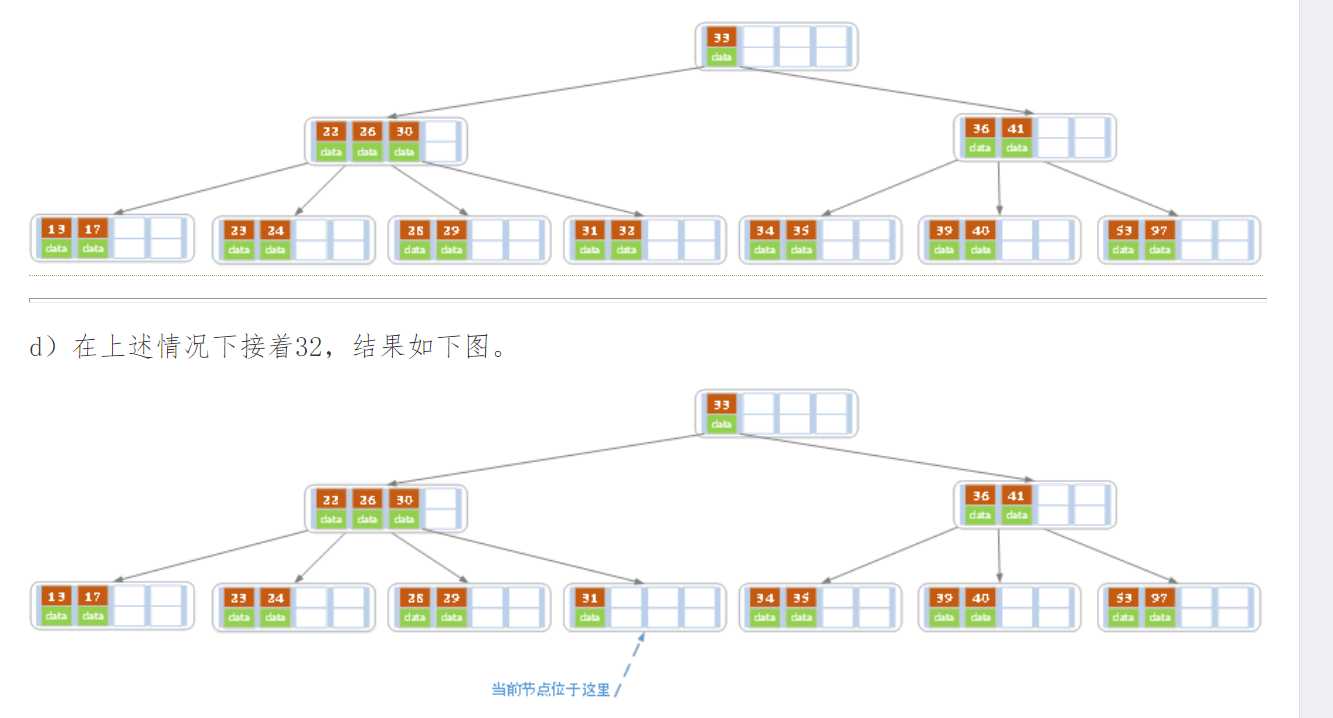 33
data
22 26 30
data data data
36 41
data data
13 17
data data
23 24
data data
28 29
data data
31 32
data data
34 35
data data
39 40
data data
53 97
data data
d）在上述情况下接着32，结果如下图。
33
data
22 26 30
data data data
36 41
data data
13 17
data data
23 24
data data
28 29
data data
31
data
34 35
data data
39 40
data data
53 97
data data
当前节点位于这里